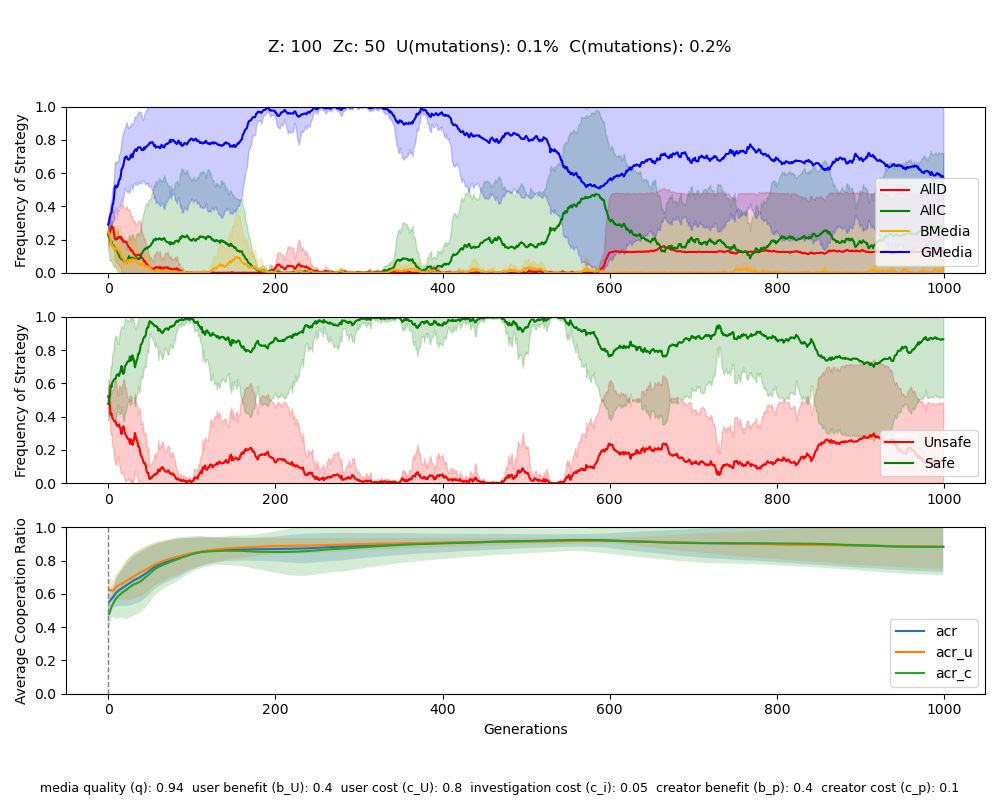 Z: 100  Zc: 50  U(mutations): 0.1%  C(mutations): 0.2%
Frequency of Strategy
1.0
0.8
0.6
0.4
0.2
0.0
0 200 400 600 800 1000
AllD
AllC
BMedia
GMedia
Frequency of Strategy
1.0
0.8
0.6
0.4
0.2
0.0
0 200 400 600 800 1000
Unsafe
Safe
Average Cooperation Ratio
1.0
0.8
0.6
0.4
0.2
0.0
0 200 400 600 800 1000
acr
acr_u
acr_c
Generations
media quality (q): 0.94  user benefit (b_U): 0.4  user cost (c_U): 0.8  investigation cost (c_i): 0.05  creator benefit (b_p): 0.4  creator cost (c_p): 0.1